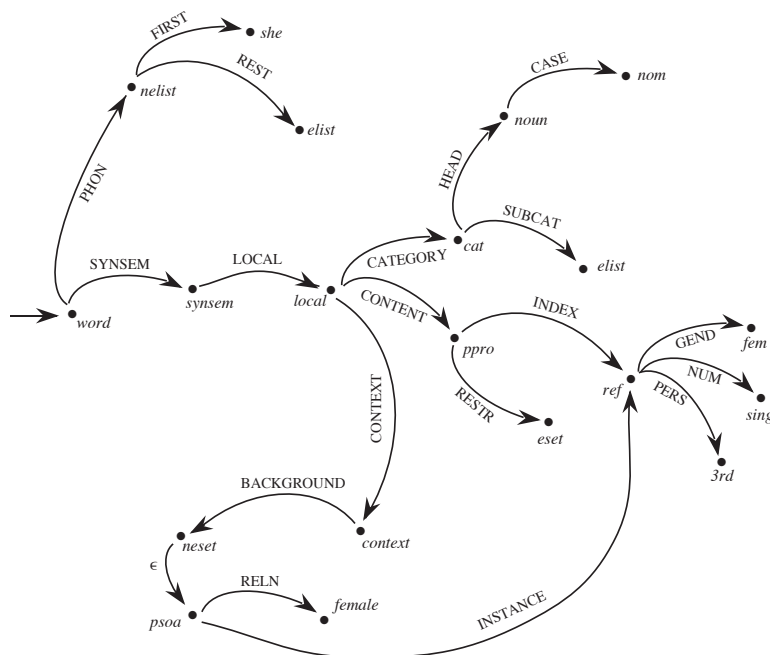 FIRST
she
nelist
REST
elist
PHON
CASE
nom
noun
HEAD
SUBCAT
cat
elist
SYNSEM
LOCAL
CATEGORY
synsem
local
CONTENT
INDEX
word
ppro
GEND
fem
NUM
ref
PERS
sing
RESTR
eset
3rd
CONTEXT
BACKGROUND
neset
context
ϵ
RELN
female
psoa
INSTANCE